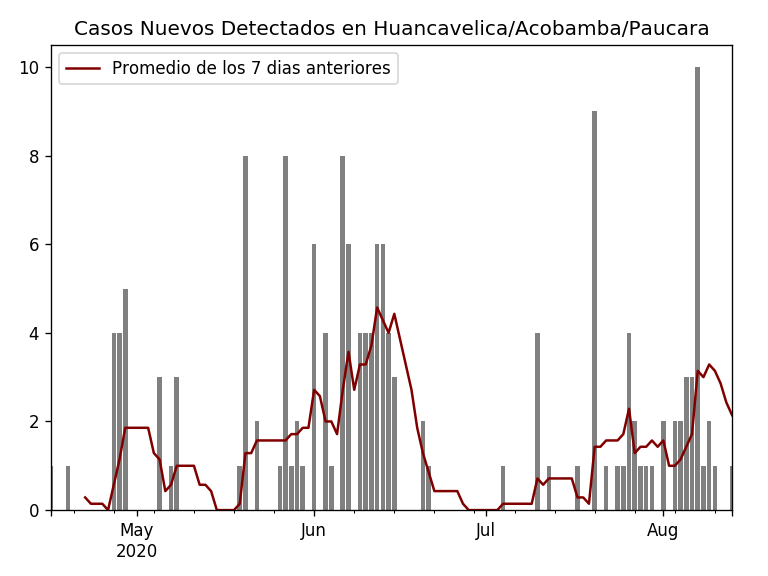 Casos Nuevos Detectados en Huancavelica/Acobamba/Paucara
Promedio de los 7 dias anteriores
10
8
6
4
2
0
May Jun Jul Aug
2020